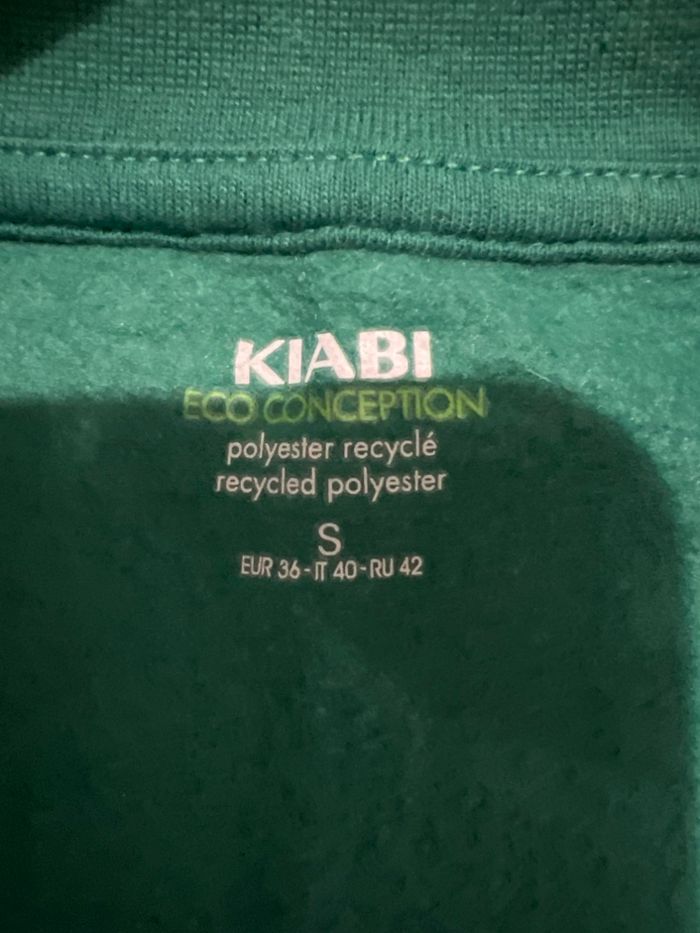 KIABI
ECO CONCEPTION
polyester recyclé
recycled polyester
S
EUR 36 - IT 40 - RU 42